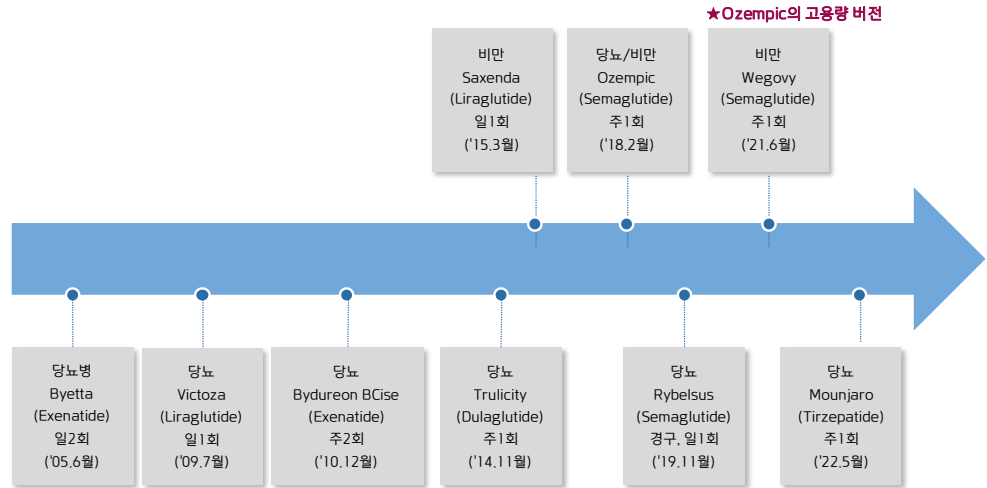 ★Ozempic의 고용량 버전
비만
Saxenda
(Liraglutide)
일1회
('15.3월)
당뇨/비만
Ozempic
(Semaglutide)
주1회
('18.2월)
비만
Wegovy
(Semaglutide)
주1회
('21.6월)
당뇨병
Byetta
(Exenatide)
일2회
('05.6월)
당뇨
Victoza
(Liraglutide)
일1회
('09.7월)
당뇨
Bydureon BCise
(Exenatide)
주2회
('10.12월)
당뇨
Trulicity
(Dulaglutide)
주1회
('14.11월)
당뇨
Rybelsus
(Semaglutide)
경구, 일1회
('19.11월)
당뇨
Mounjaro
(Tirzepatide)
주1회
('22.5월)